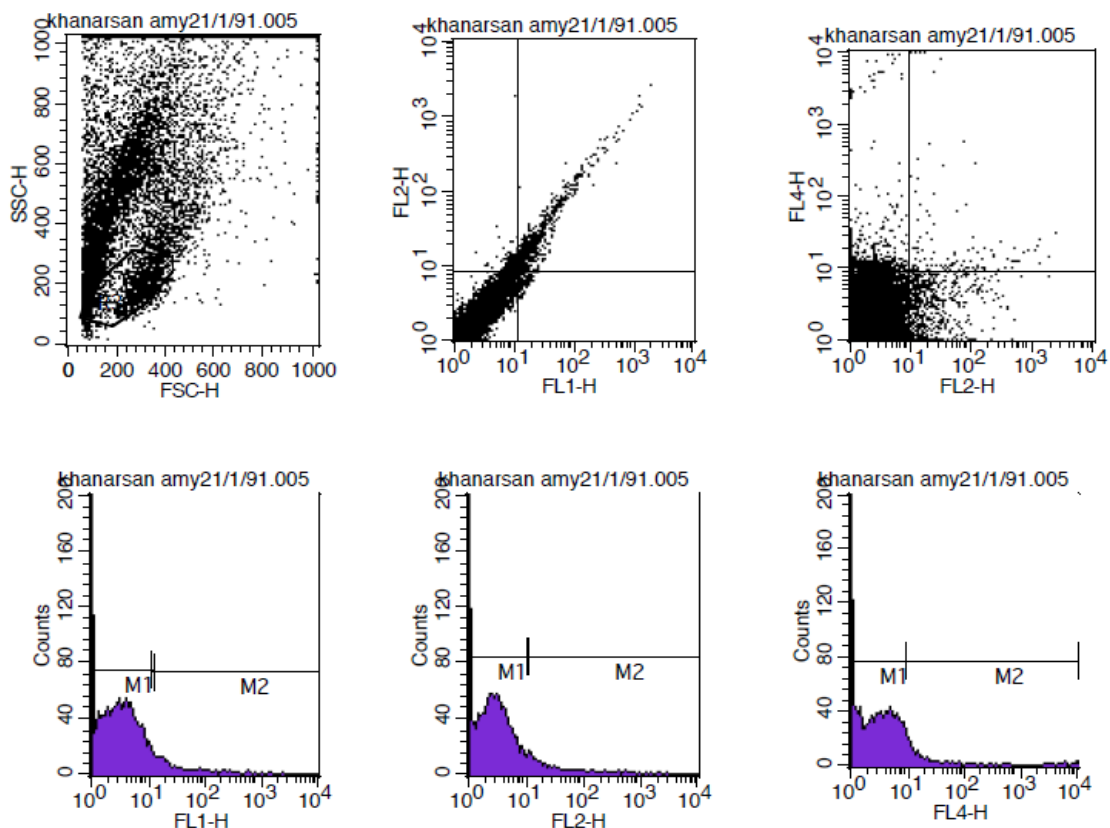 khanarsan amy21/1/91.005
1000
800
600
400
200
0
SSC-H
0 200 400 600 800 1000
FSC-H
khanarsan amy21/1/91.005
10^4
10^3
10^2
10^1
10^0
FL2-H
10^0 10^1 10^2 10^3 10^4
FL1-H
khanarsan amy21/1/91.005
10^4
10^3
10^2
10^1
10^0
FL4-H
10^0 10^1 10^2 10^3 10^4
FL2-H
khanarsan amy21/1/91.005
200
160
120
80
40
0
Counts
M1 M2
10^0 10^1 10^2 10^3 10^4
FL1-H
khanarsan amy21/1/91.005
200
160
120
80
40
0
Counts
M1 M2
10^0 10^1 10^2 10^3 10^4
FL2-H
khanarsan amy21/1/91.005
200
160
120
80
40
0
Counts
M1 M2
10^0 10^1 10^2 10^3 10^4
FL4-H